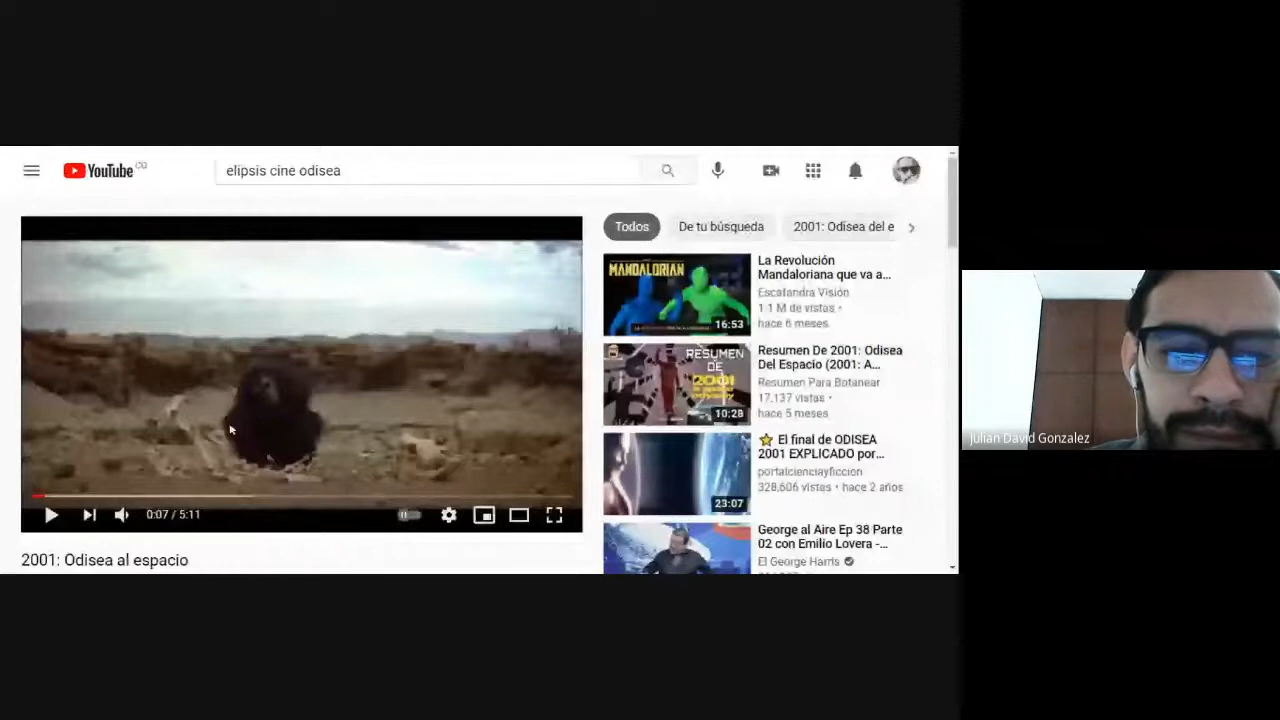 YouTube CO
elipsis cine odisea
Todos
De tu búsqueda
2001: Odisea del e
MANDALORIAN
16:53
La Revolución
Mandaloriana que va a...
Escafandra Visión
1.1 M de vistas •
hace 6 meses
RESUMEN
DE
2001
10:28
Resumen De 2001: Odisea
Del Espacio (2001: A...
Resumen Para Botanear
17,137 vistas •
hace 5 meses
23:07
⭐ El final de ODISEA
2001 EXPLICADO por...
portalcienciayficcion
328,606 vistas • hace 2 años
George al Aire Ep 38 Parte
02 con Emilio Lovera -...
El George Harris
0:07 / 5:11
2001: Odisea al espacio
Julian David Gonzalez